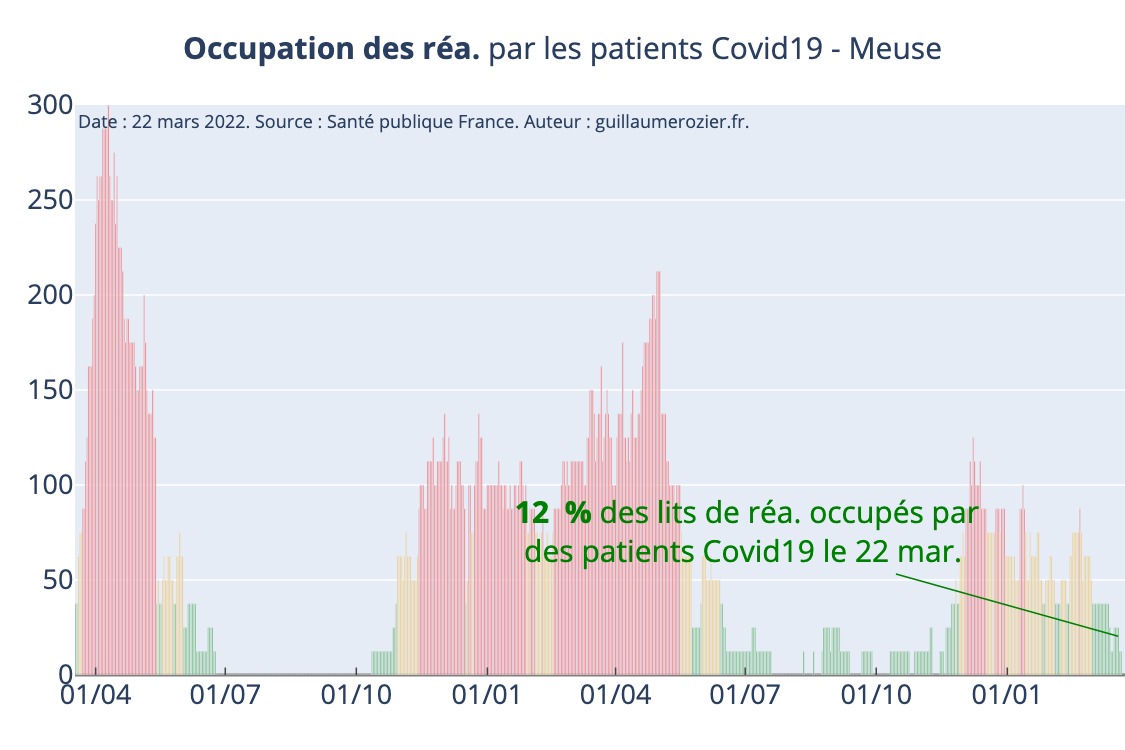 Occupation des réa. par les patients Covid19 - Meuse
300
Date : 22 mars 2022. Source : Santé publique France. Auteur : guillaumerozier.fr.
250
200
150
100
12  % des lits de réa. occupés par
des patients Covid19 le 22 mar.
50
0
01/04 01/07 01/10 01/01 01/04 01/07 01/10 01/01